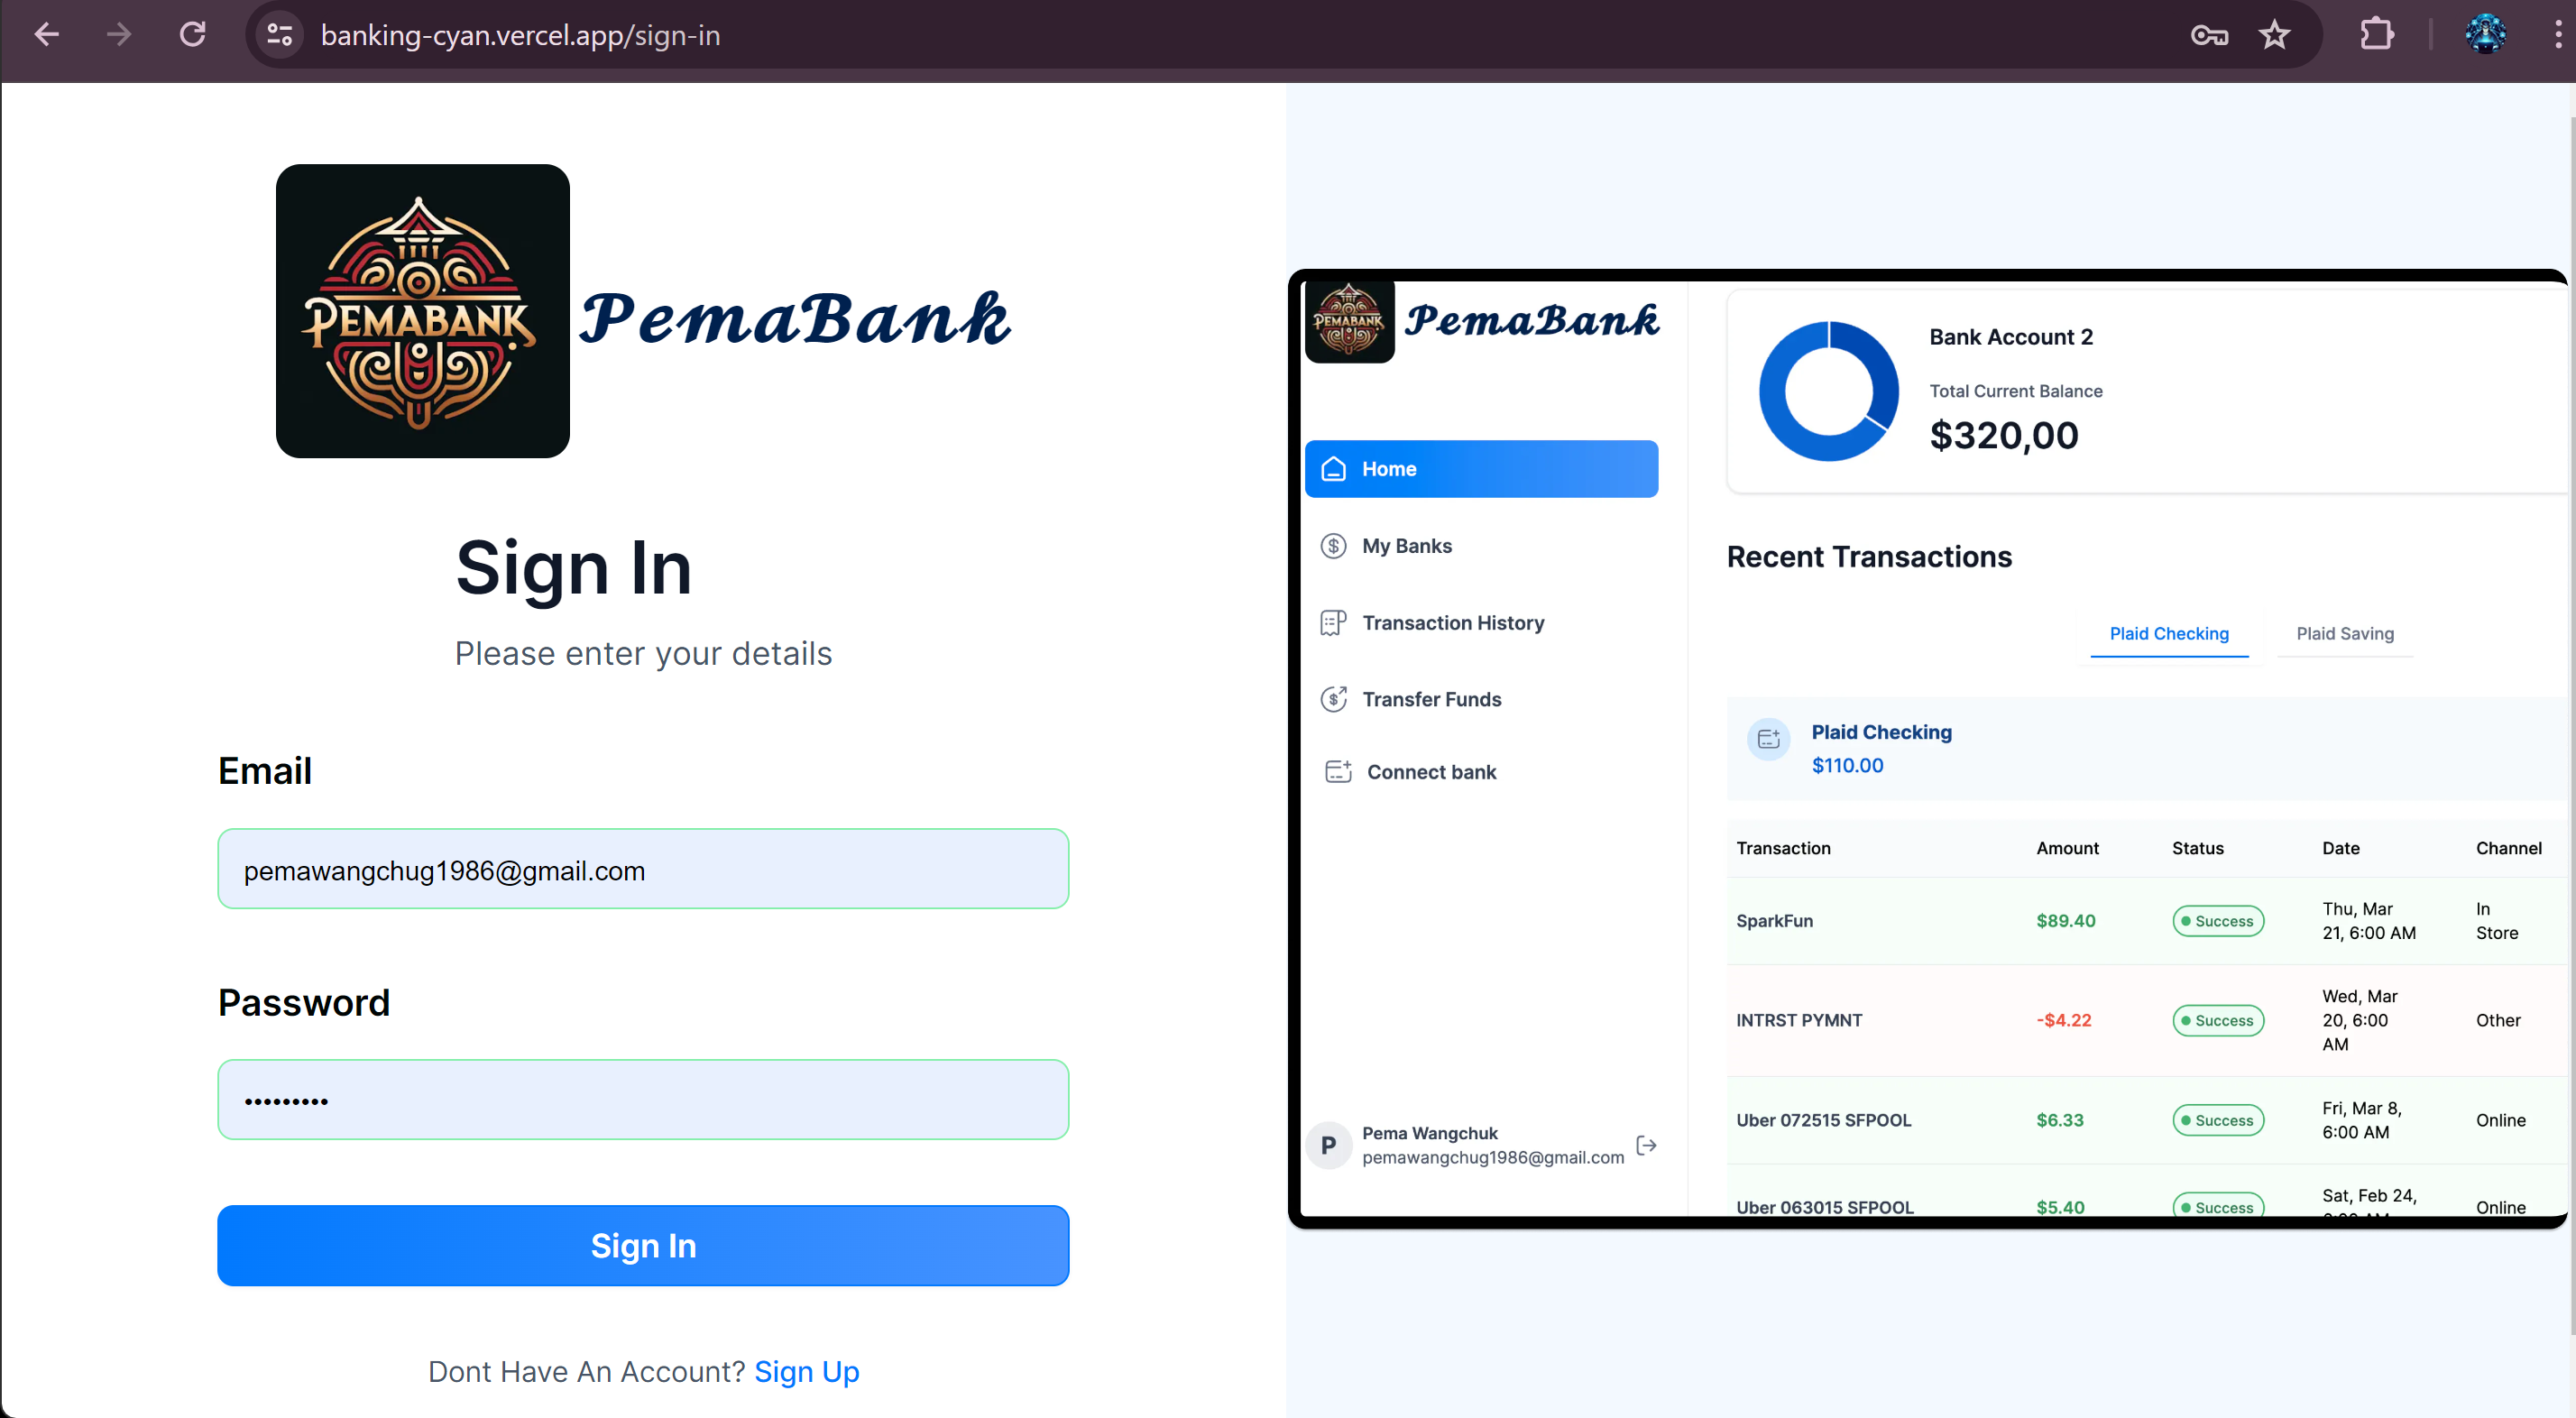 banking-cyan.vercel.app/sign-in
PEMABANK
PemaBank
Sign In
Please enter your details
Email
pemawangchug1986@gmail.com
Password
•••••••••
Sign In
Dont Have An Account? Sign Up
PEMABANK
PemaBank
Home
My Banks
Transaction History
Transfer Funds
Connect bank
P
Pema Wangchuk
pemawangchug1986@gmail.com
Bank Account 2
Total Current Balance
$320,00
Recent Transactions
Plaid Checking Plaid Saving
Plaid Checking
$110.00
Transaction Amount Status Date Channel
SparkFun $89.40 Success Thu, Mar 21, 6:00 AM In Store
INTRST PYMNT -$4.22 Success Wed, Mar 20, 6:00 AM Other
Uber 072515 SFPOOL $6.33 Success Fri, Mar 8, 6:00 AM Online
Uber 063015 SFPOOL $5.40 Success Sat, Feb 24, Online